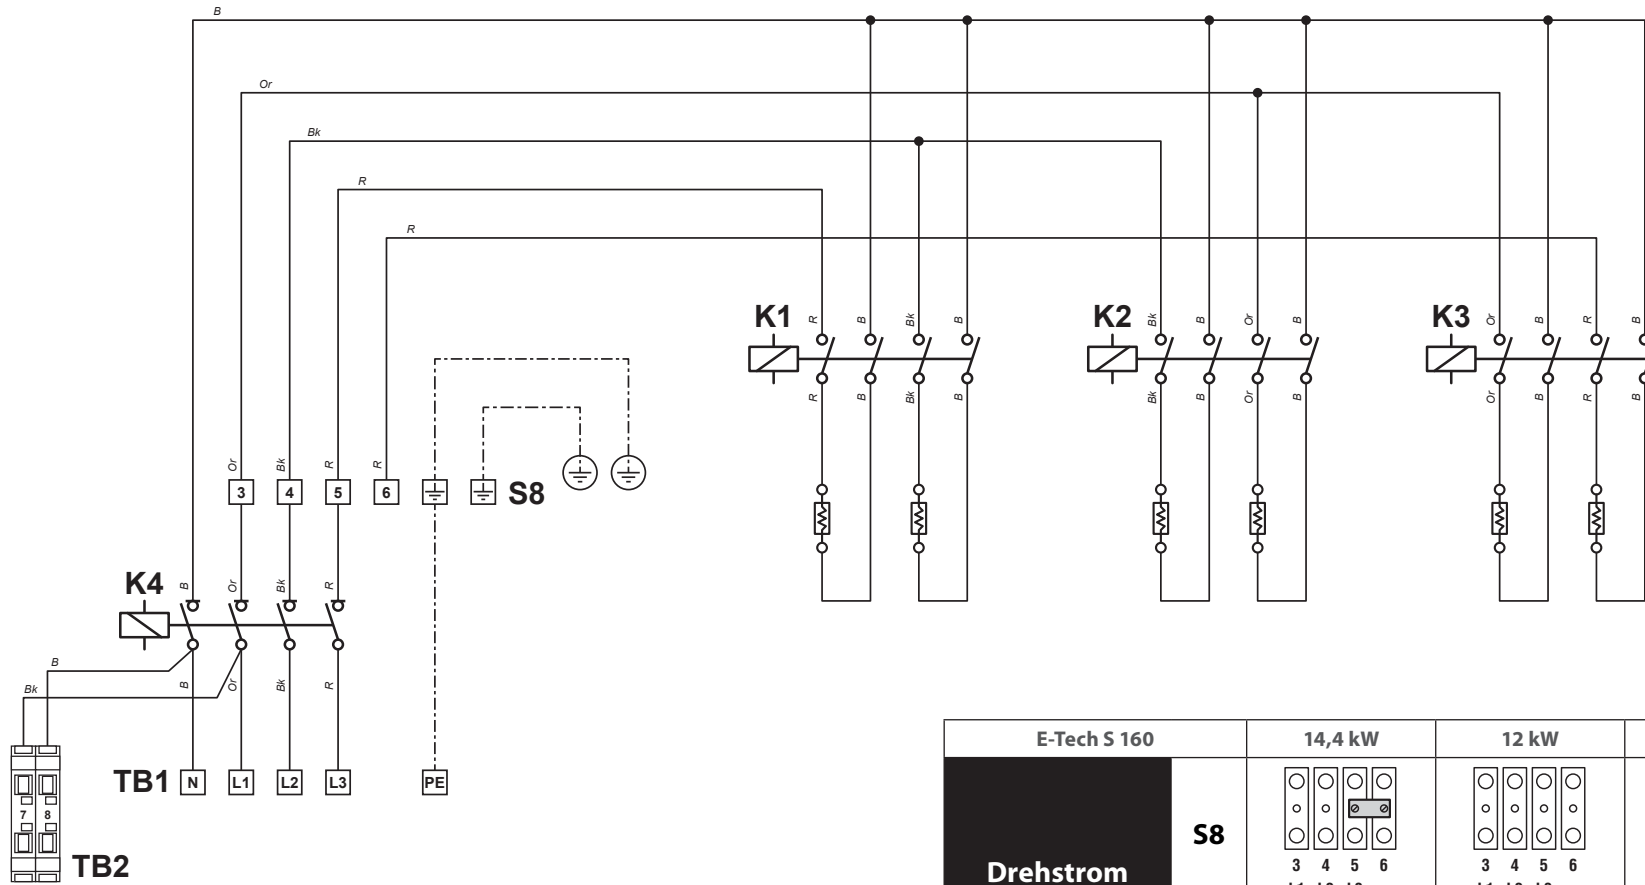 B
Or
Bk
R
R
K1 R B Bk B
K2 Bk B Or B
K3 Or B R B
R B Bk B
Bk B Or B
Or B R B
Or Bk R R
3 4 5 6 S8
K4 B Or Bk R
B
Bk
B Or Bk R
TB1 N L1 L2 L3 PE
7 8
TB2
E-Tech S 160 14,4 kW 12 kW
S8
3 4 5 6 3 4 5 6
Drehstrom